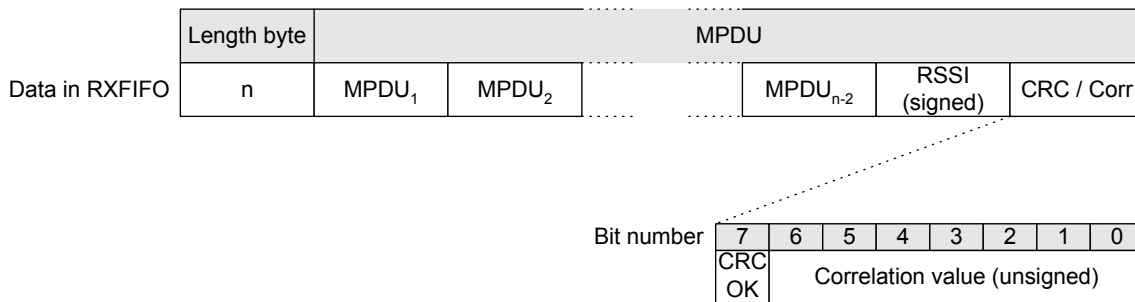 Length byte MPDU
Data in RXFIFO n MPDU1 MPDU2 MPDUn-2 RSSI (signed) CRC / Corr
Bit number 7 6 5 4 3 2 1 0
CRC OK Correlation value (unsigned)